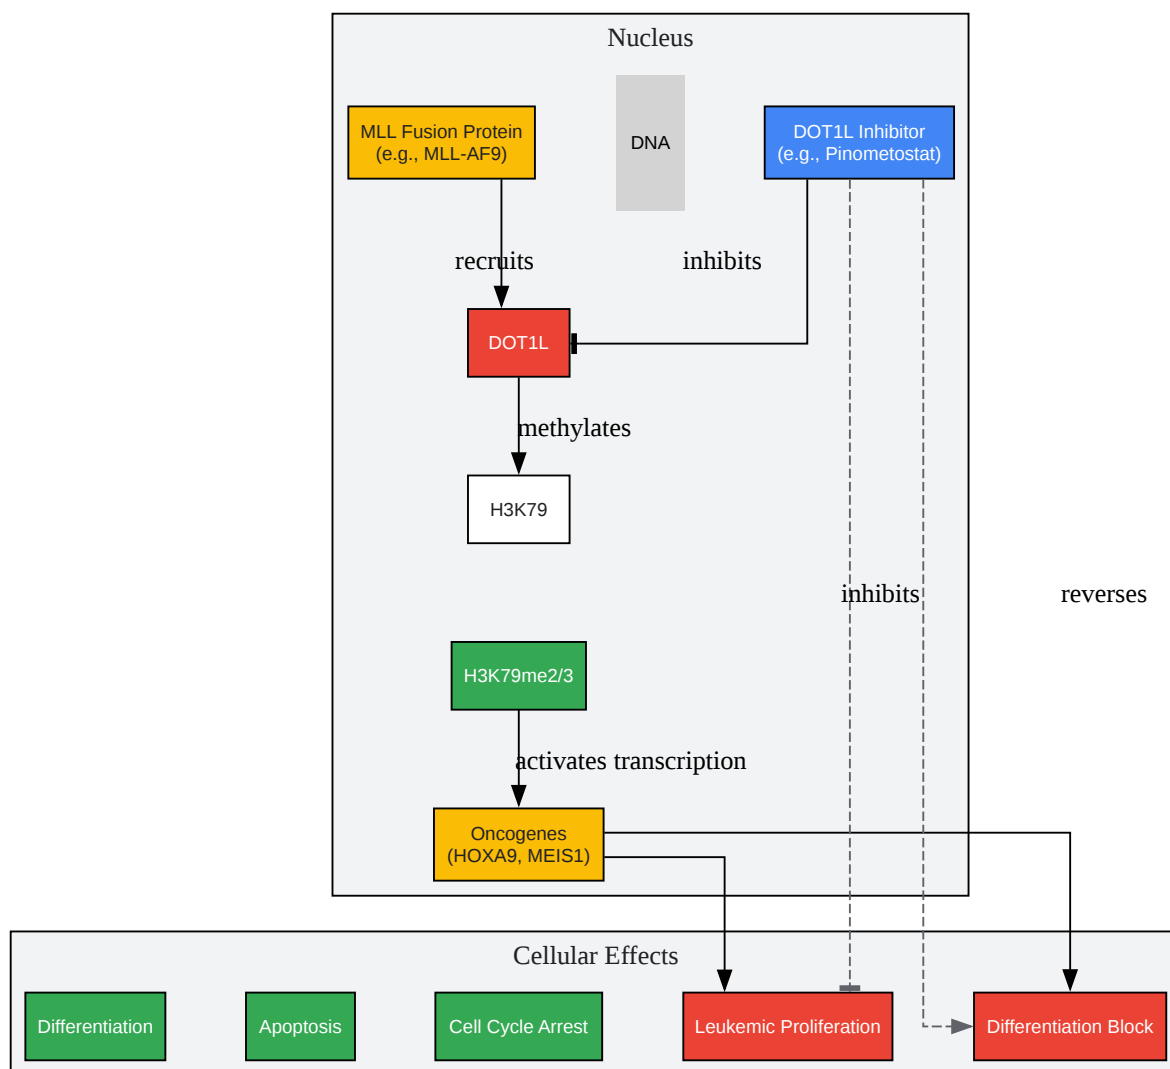 Nucleus
MLL Fusion Protein
(e.g., MLL-AF9)
DNA
DOT1L Inhibitor
(e.g., Pinometostat)
recruits
inhibits
DOT1L
methylates
H3K79
inhibits
reverses
H3K79me2/3
activates transcription
Oncogenes
(HOXA9, MEIS1)
Cellular Effects
Differentiation
Apoptosis
Cell Cycle Arrest
Leukemic Proliferation
Differentiation Block